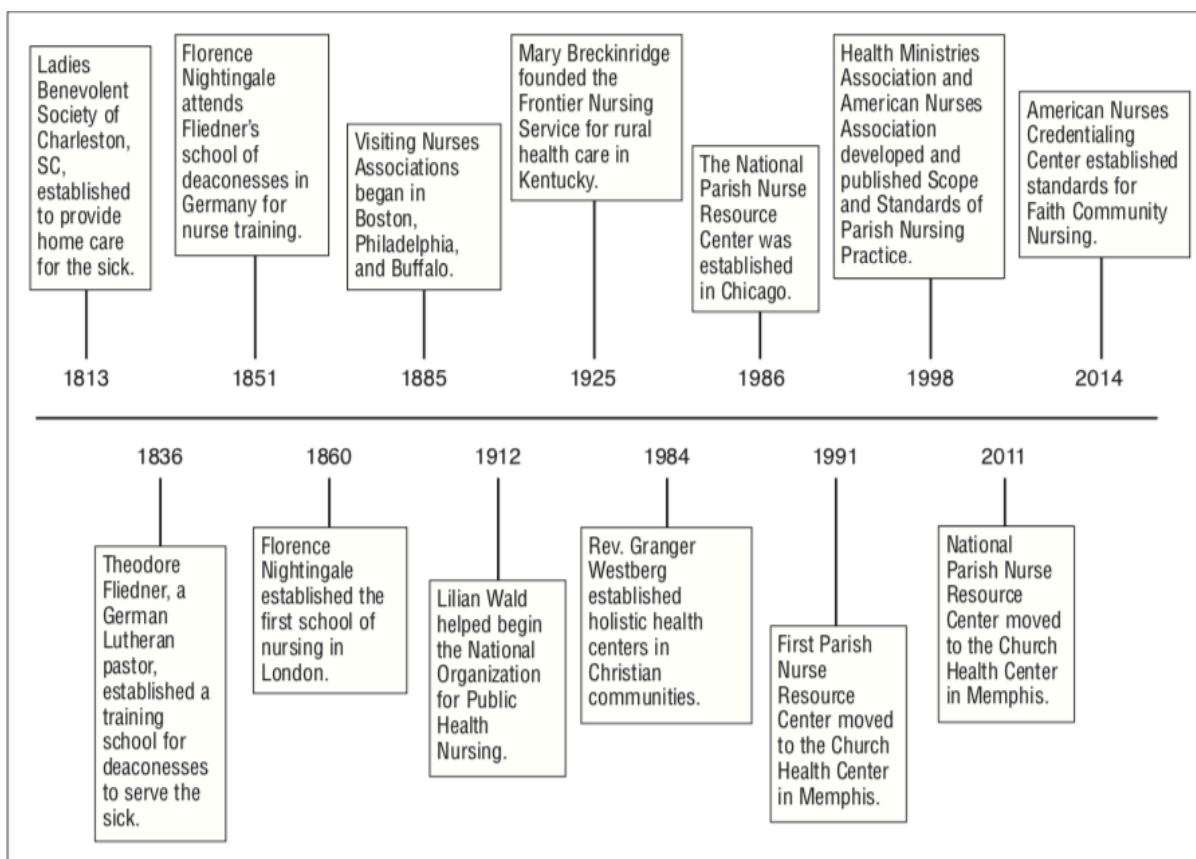 Ladies
Benevolent
Society of
Charleston,
SC,
established
to provide
home care
for the sick.
Florence
Nightingale
attends
Fliedner's
school of
deaconesses in
Germany for
nurse training.
Visiting Nurses
Associations
began in
Boston,
Philadelphia,
and Buffalo.
Mary Breckinridge
founded the
Frontier Nursing
Service for rural
health care in
Kentucky.
The National
Parish Nurse
Resource
Center was
established
in Chicago.
Health Ministries
Association and
American Nurses
Association
developed and
published Scope
and Standards of
Parish Nursing
Practice.
American Nurses
Credentialing
Center established
standards for
Faith Community
Nursing.
1813
1851
1885
1925
1986
1998
2014
1836
1860
1912
1984
1991
2011
Theodore
Fliedner, a
German
Lutheran
pastor,
established a
training
school for
deaconesses
to serve the
sick.
Florence
Nightingale
established the
first school of
nursing in
London.
Lilian Wald
helped begin
the National
Organization
for Public
Health
Nursing.
Rev. Granger
Westberg
established
holistic health
centers in
Christian
communities.
First Parish
Nurse
Resource
Center moved
to the Church
Health Center
in Memphis.
National
Parish Nurse
Resource
Center moved
to the Church
Health Center
in Memphis.